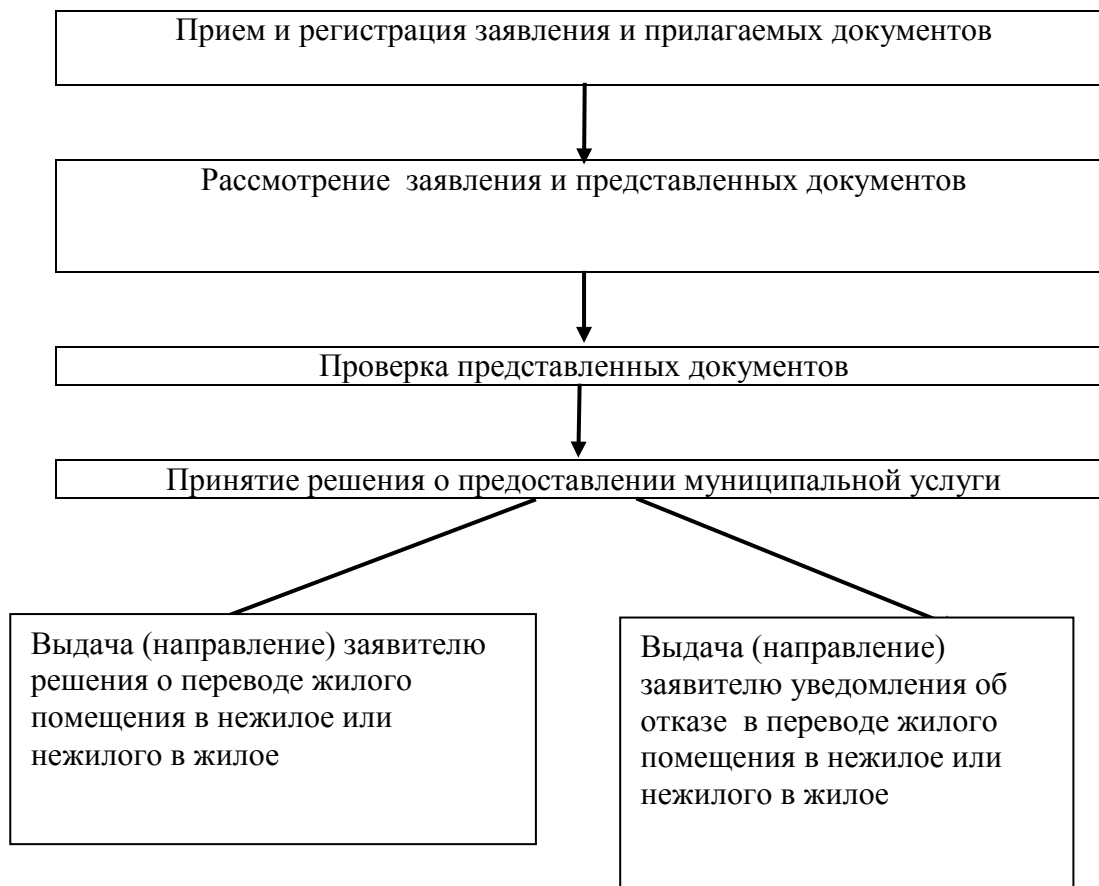 Прием и регистрация заявления и прилагаемых документов
Рассмотрение  заявления и представленных документов
Проверка представленных документов
Принятие решения о предоставлении муниципальной услуги
Выдача (направление) заявителю
решения о переводе жилого
помещения в нежилое или
нежилого в жилое
Выдача (направление)
заявителю уведомления об
отказе  в переводе жилого
помещения в нежилое или
нежилого в жилое